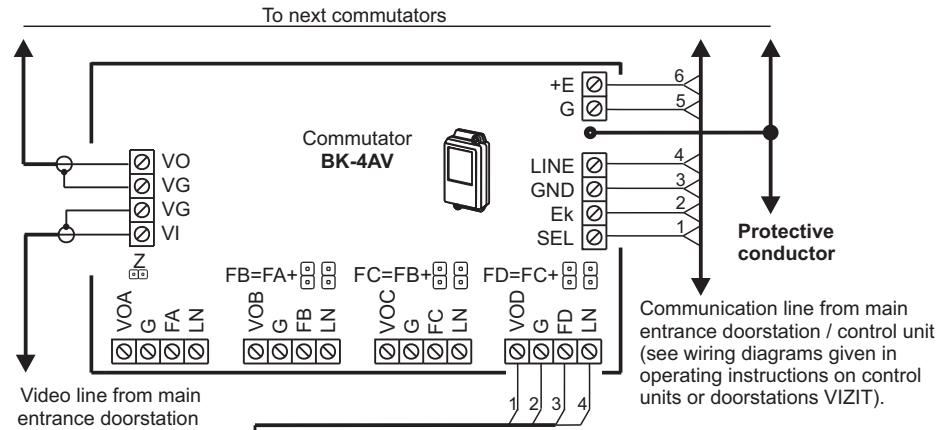 To next commutators
+E
G
6
5
Commutator
BK-4AV
VO
VG
VG
VI
LINE
GND
Ek
SEL
4
3
2
1
Protective
conductor
Z
FB=FA+
FC=FB+
FD=FC+
VOA
G
FA
LN
VOB
G
FB
LN
VOC
G
FC
LN
VOD
G
FD
LN
Communication line from main
entrance doorstation / control unit
(see wiring diagrams given in
operating instructions on control
units or doorstations VIZIT).
Video line from main
entrance doorstation
1
2
3
4